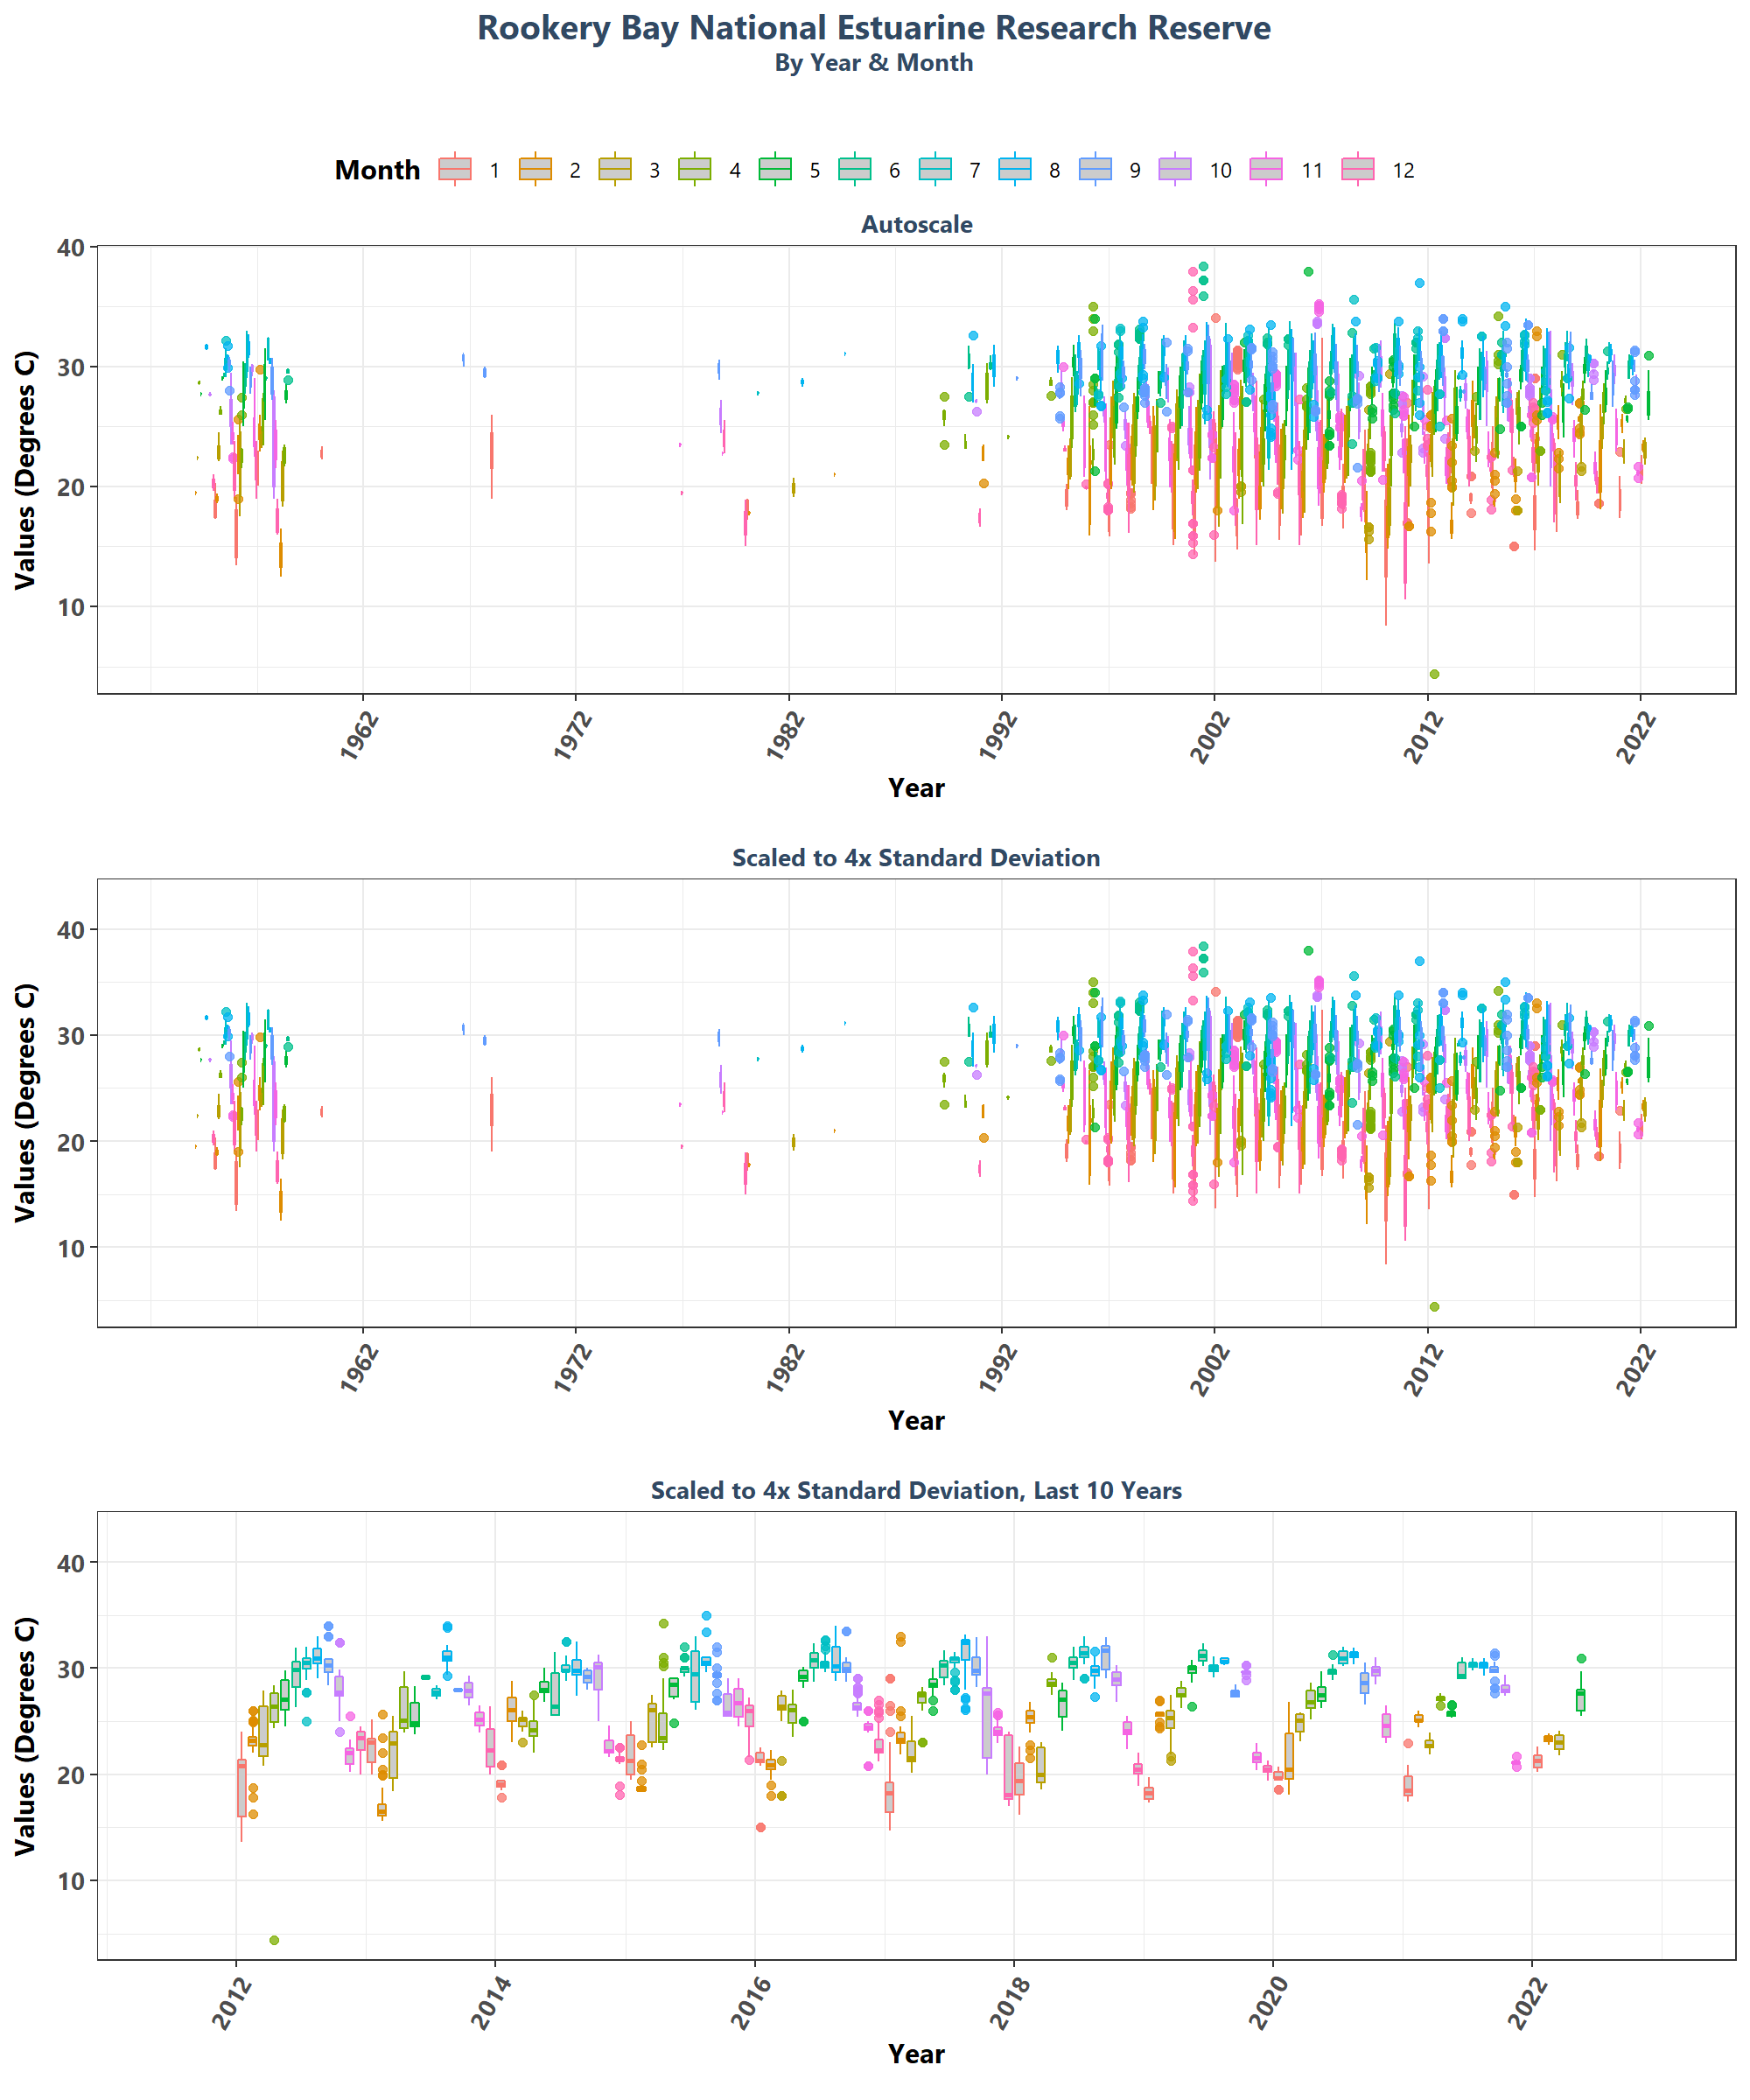 Rookery Bay National Estuarine Research Reserve
By Year & Month
Month 1 2 3 4 5 6 7 8 9 10 11 12
Autoscale
Values (Degrees C)
40
30
20
10
1962 1972 1982 1992 2002 2012 2022
Year
Scaled to 4x Standard Deviation
Values (Degrees C)
40
30
20
10
1962 1972 1982 1992 2002 2012 2022
Year
Scaled to 4x Standard Deviation, Last 10 Years
Values (Degrees C)
40
30
20
10
2012 2014 2016 2018 2020 2022
Year